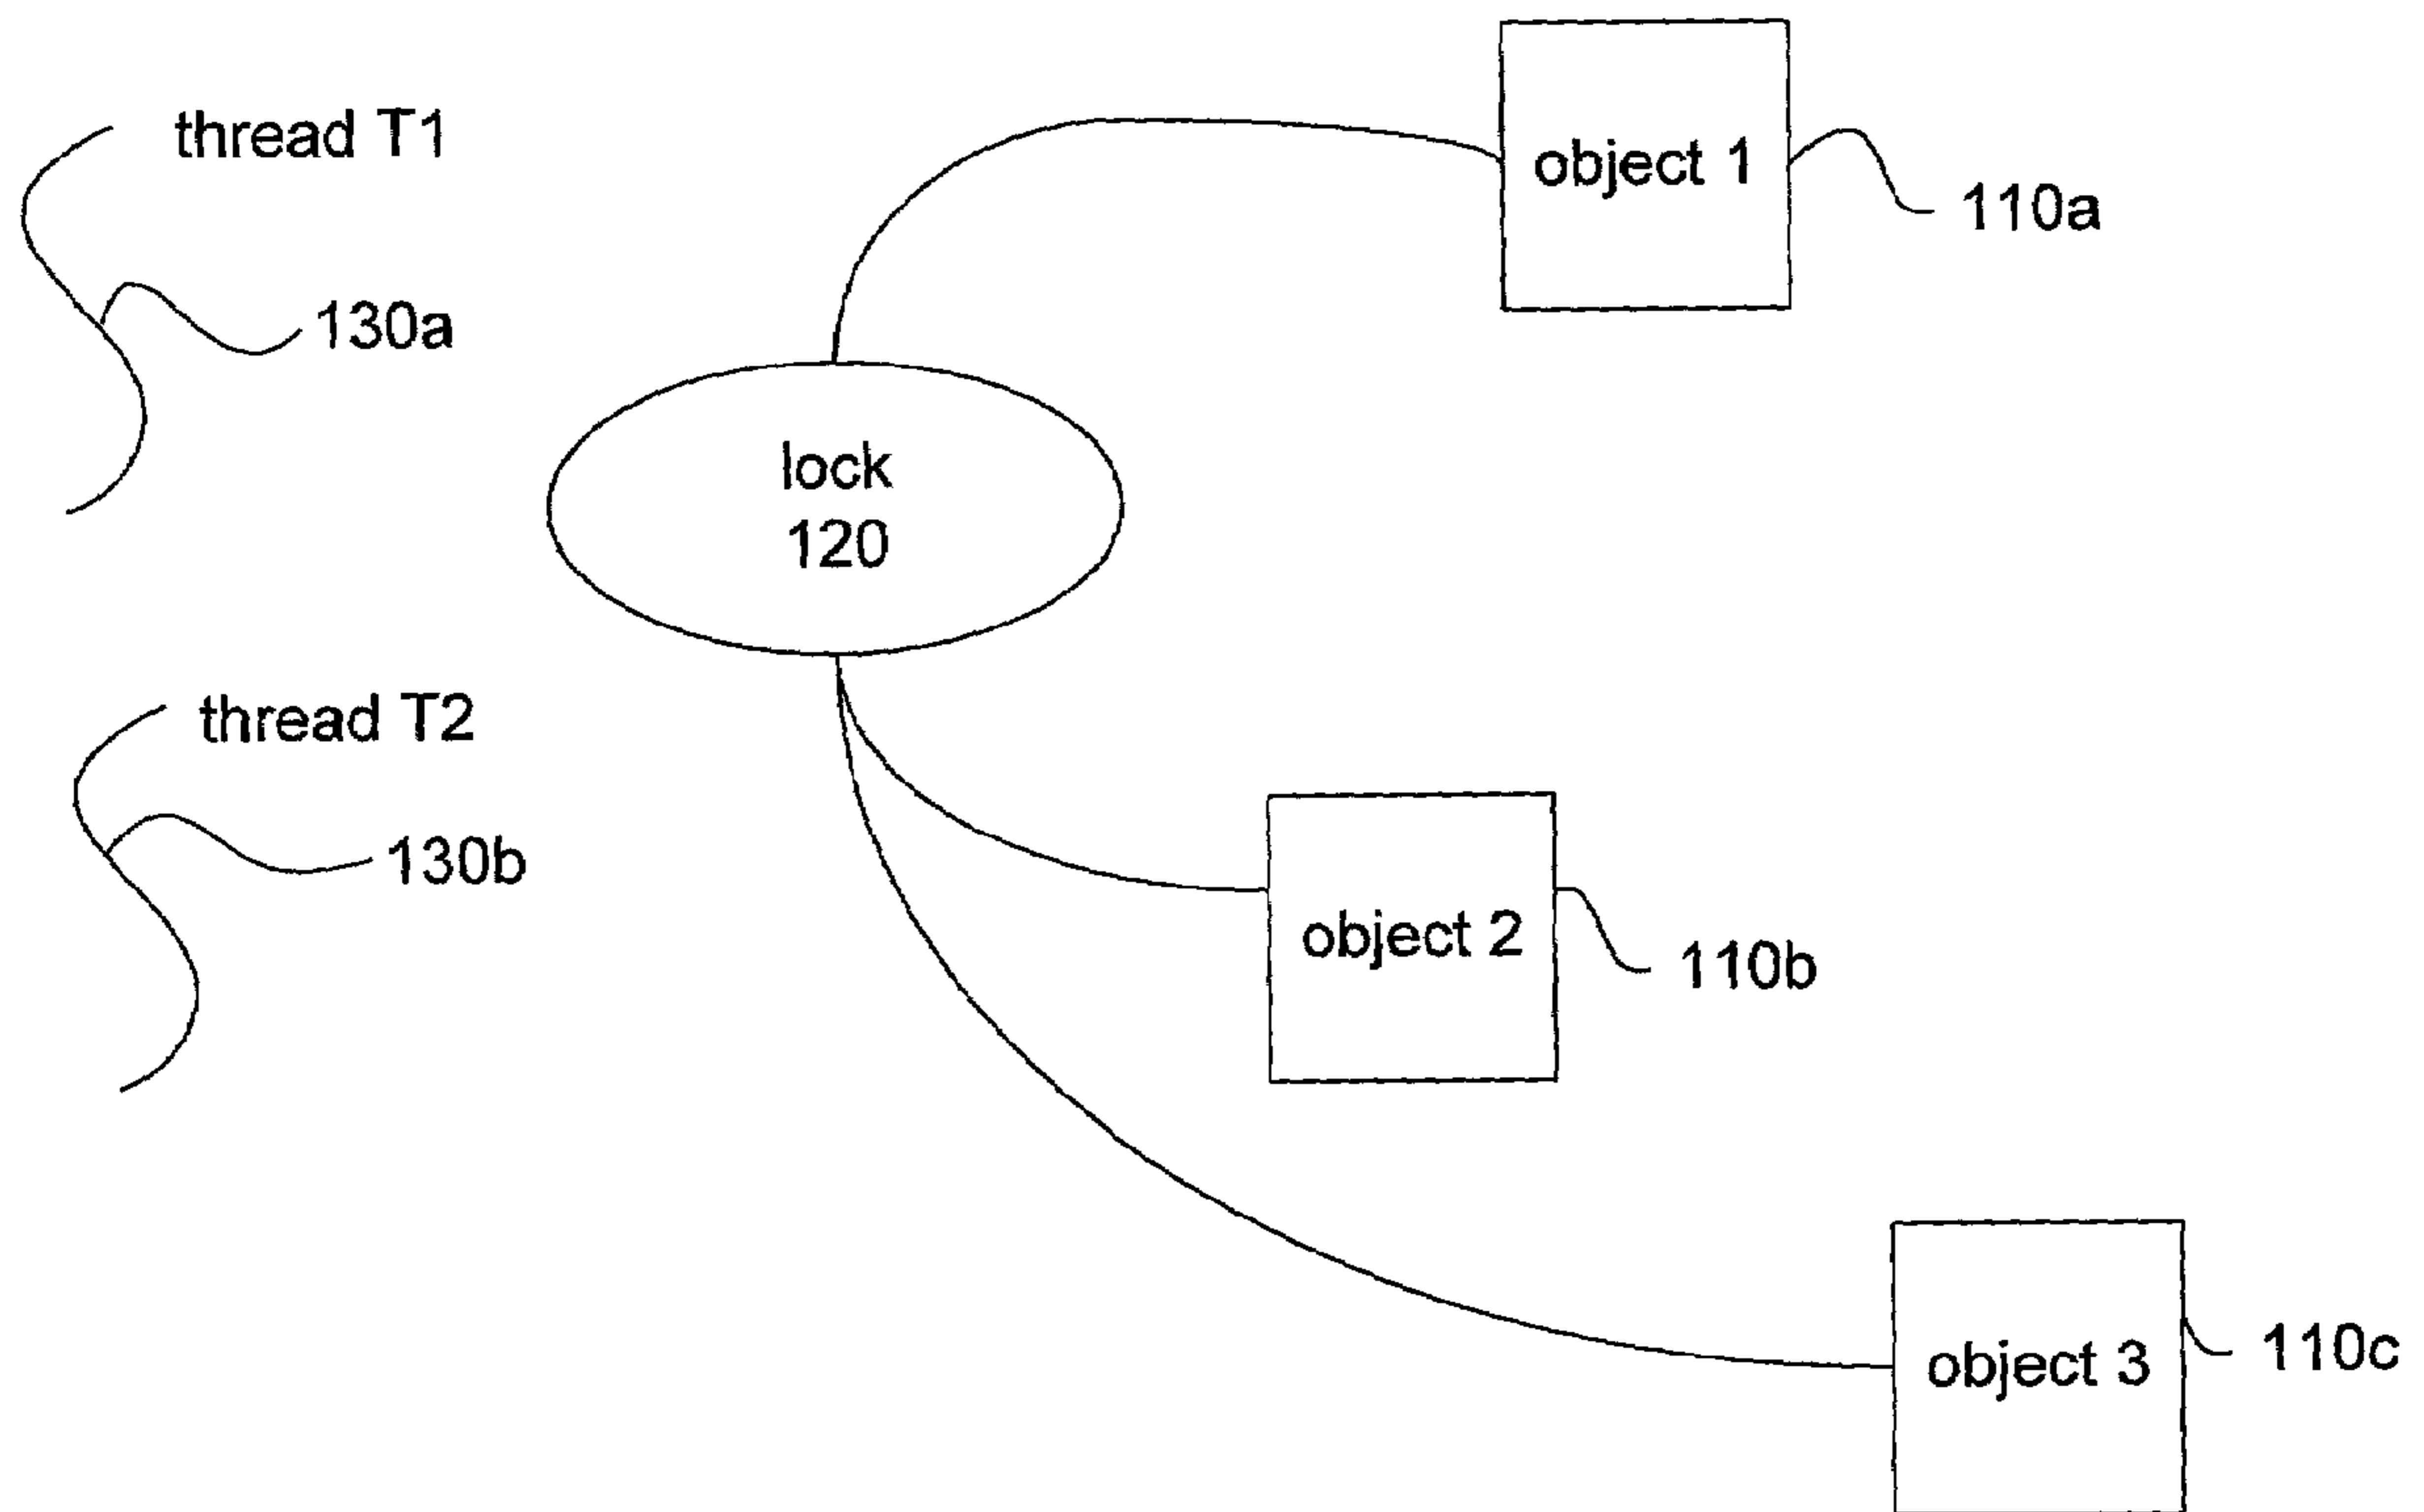 thread T1
130a
object 1
110a
lock
120
thread T2
130b
object 2
110b
object 3
110c